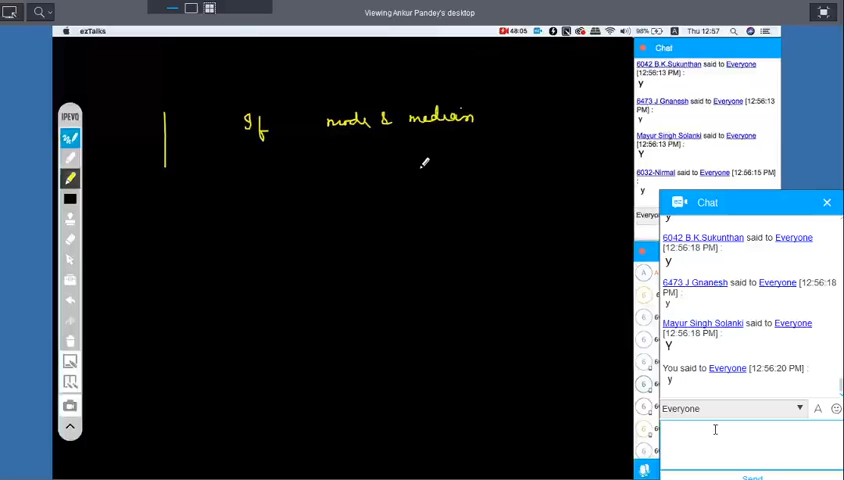 Viewing Ankur Pandey's desktop
ezTalks
48:05
98%
A
Thu 12:57
IPEVO
If mode & median
Chat
6042 B.K.Sukunthan said to Everyone
[12:56:13 PM] :
y
6473 J Gnanesh said to Everyone [12:56:13
PM] :
y
Mayur Singh Solanki said to Everyone
[12:56:13 PM] :
Y
6032-Nirmal said to Everyone [12:56:15 PM]
:
y
Everyo
Chat
y
6042 B.K.Sukunthan said to Everyone
[12:56:18 PM] :
y
6473 J Gnanesh said to Everyone [12:56:18
PM] :
y
Mayur Singh Solanki said to Everyone
[12:56:18 PM] :
Y
You said to Everyone [12:56:20 PM] :
y
Everyone
A
Send